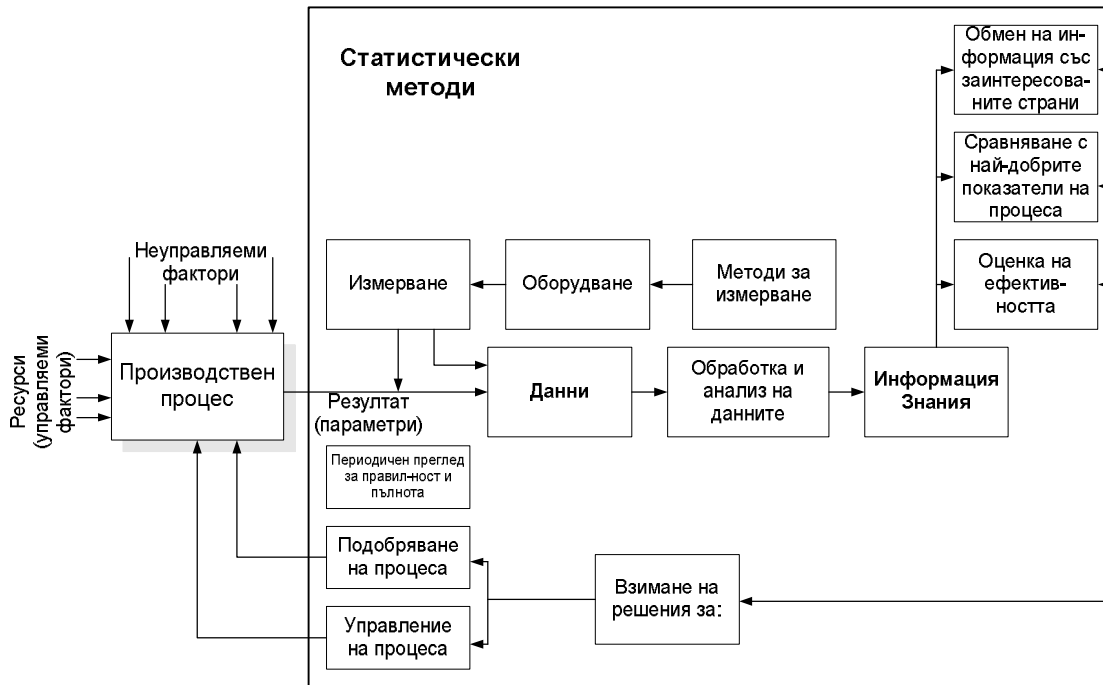 Статистически
методи
Обмен на ин-
формация със
заинтересова-
ните страни
Сравняване с
най-добрите
показатели на
процеса
Оценка на
ефектив-
ността
Неуправляеми
фактори
Измерване
Оборудване
Методи за
измерване
Ресурси
(управляеми
фактори)
Производствен
процес
Резултат
(параметри)
Данни
Обработка и
анализ на
данните
Информация
Знания
Периодичен преглед
за правил-ност и
пълнота
Подобряване
на процеса
Взимане на
решения за:
Управление
на процеса